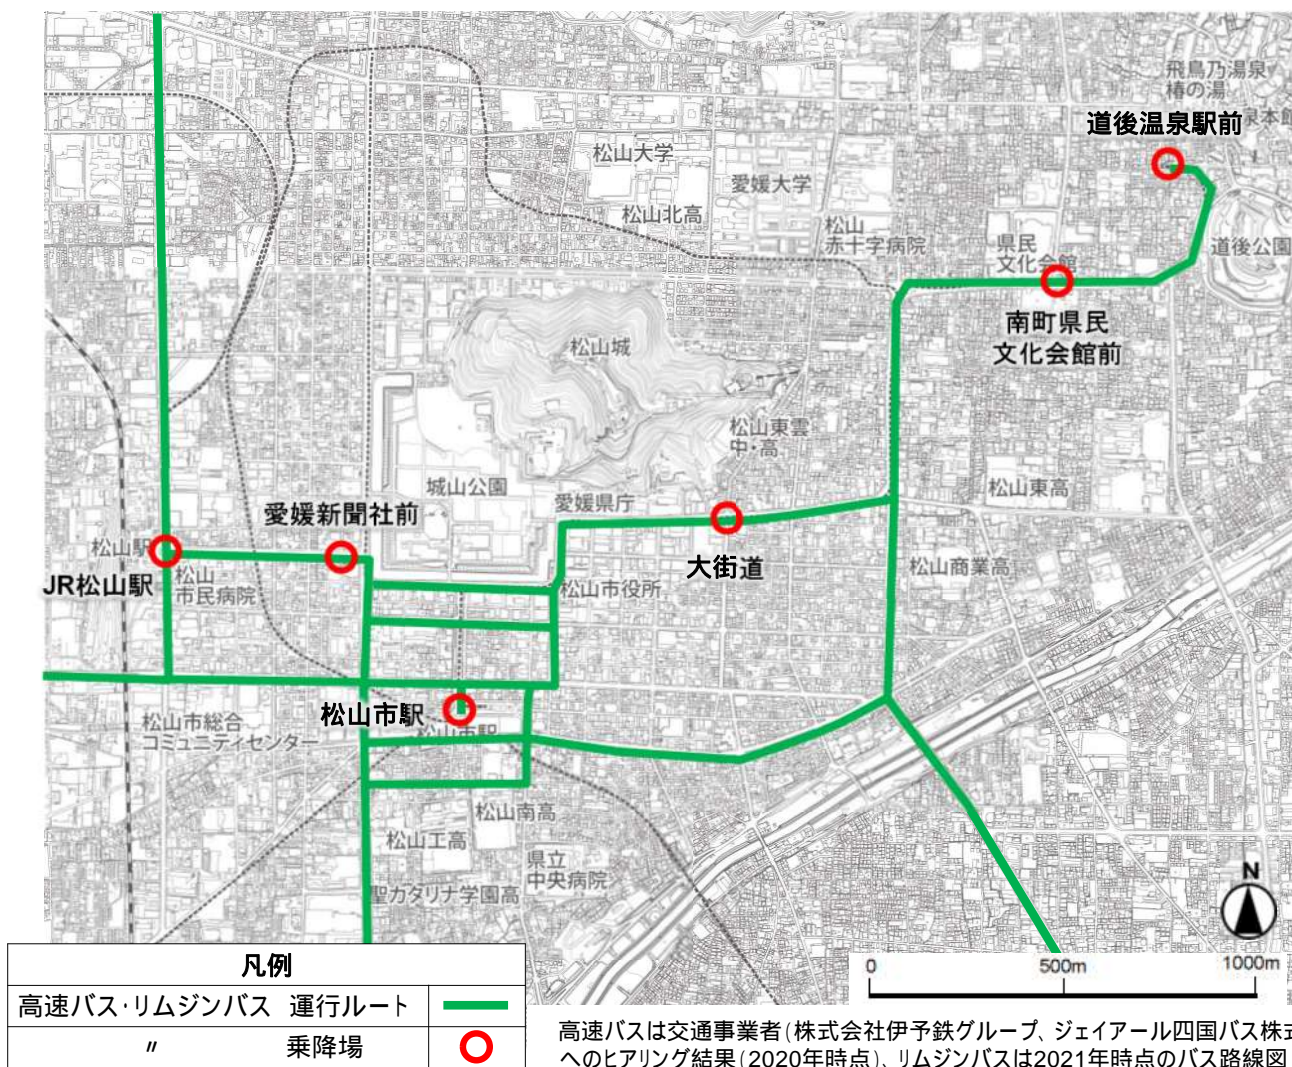 飛鳥乃湯泉
椿の湯
泉本館
道後温泉駅前
松山大学
愛媛大学
松山北高
松山
赤十字病院
県民
文化会館
道後公園
南町県民
文化会館前
松山城
松山東雲
中・高
城山公園
愛媛県庁
松山東高
愛媛新聞社前
大街道
松山駅
JR松山駅
松山
市民病院
松山市役所
松山商業高
松山市駅
松山市駅
松山市総合
コミュニティセンター
松山南高
松山工高
県立
中央病院
聖カタリナ学園高
N
0 500m 1000m
凡例
高速バス・リムジンバス 運行ルート
〃 乗降場
高速バスは交通事業者(株式会社伊予鉄グループ、ジェイアール四国バス株式
へのヒアリング結果(2020年時点)、リムジンバスは2021年時点のバス路線図